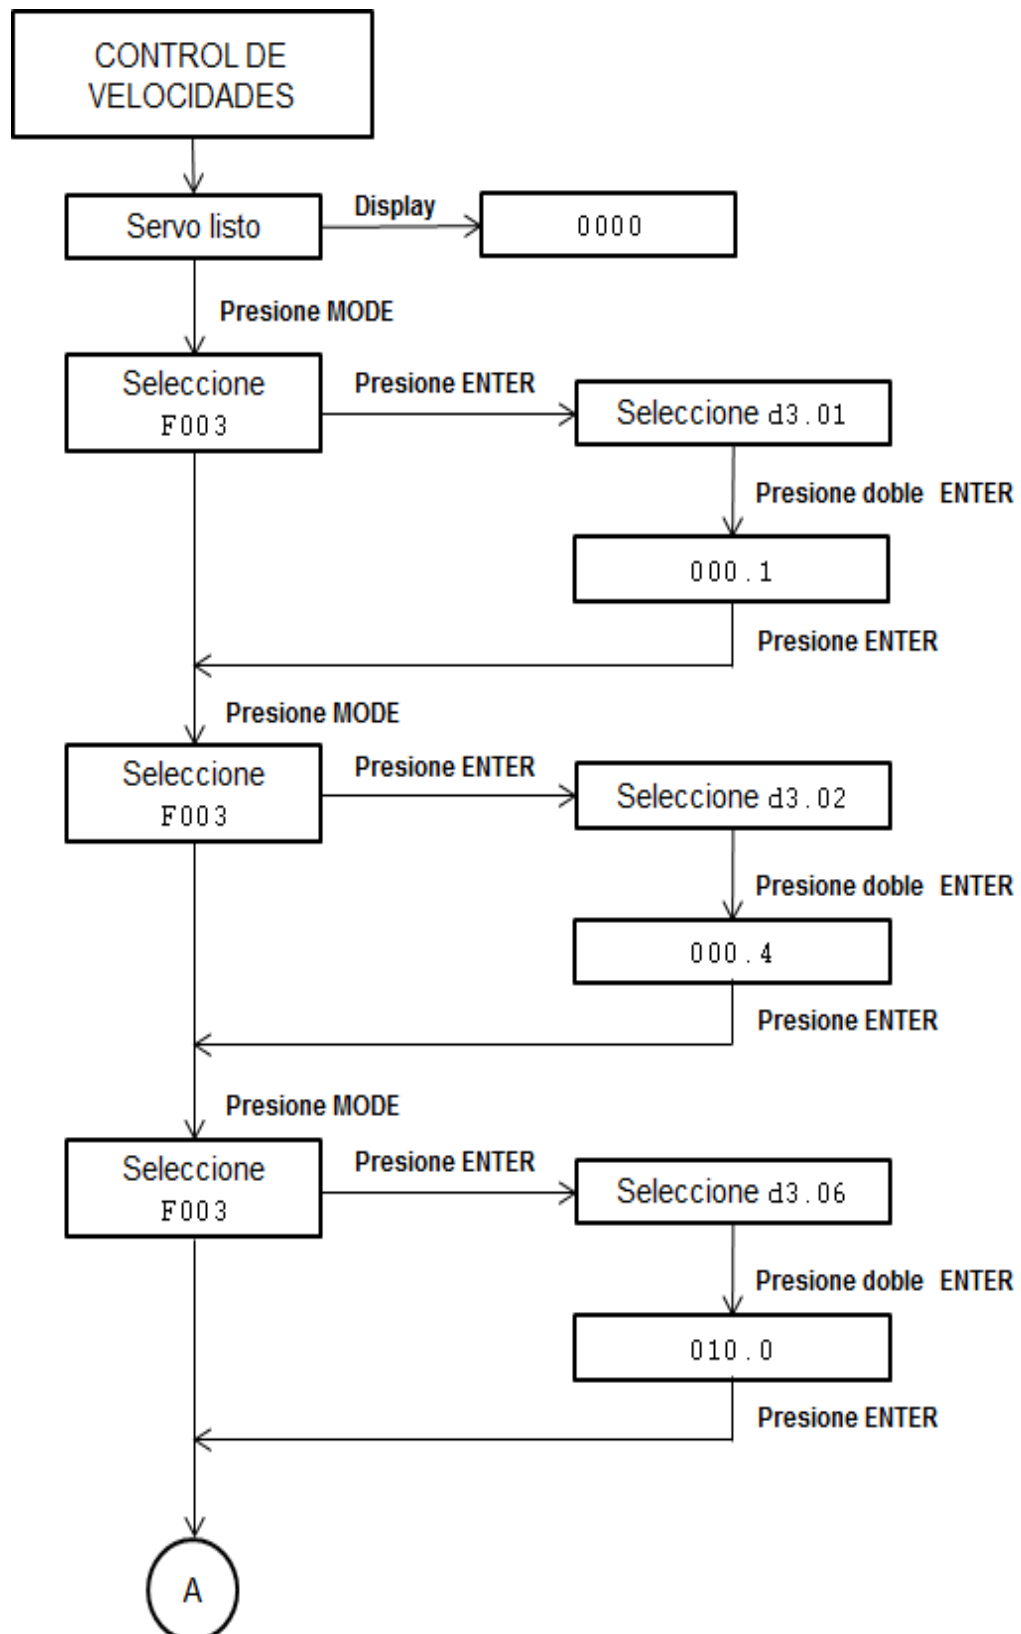 CONTROL DE
VELOCIDADES
Servo listo
Display
0000
Presione MODE
Seleccione
F003
Presione ENTER
Seleccione d3.01
Presione doble ENTER
000.1
Presione ENTER
Presione MODE
Seleccione
F003
Presione ENTER
Seleccione d3.02
Presione doble ENTER
000.4
Presione ENTER
Presione MODE
Seleccione
F003
Presione ENTER
Seleccione d3.06
Presione doble ENTER
010.0
Presione ENTER
A